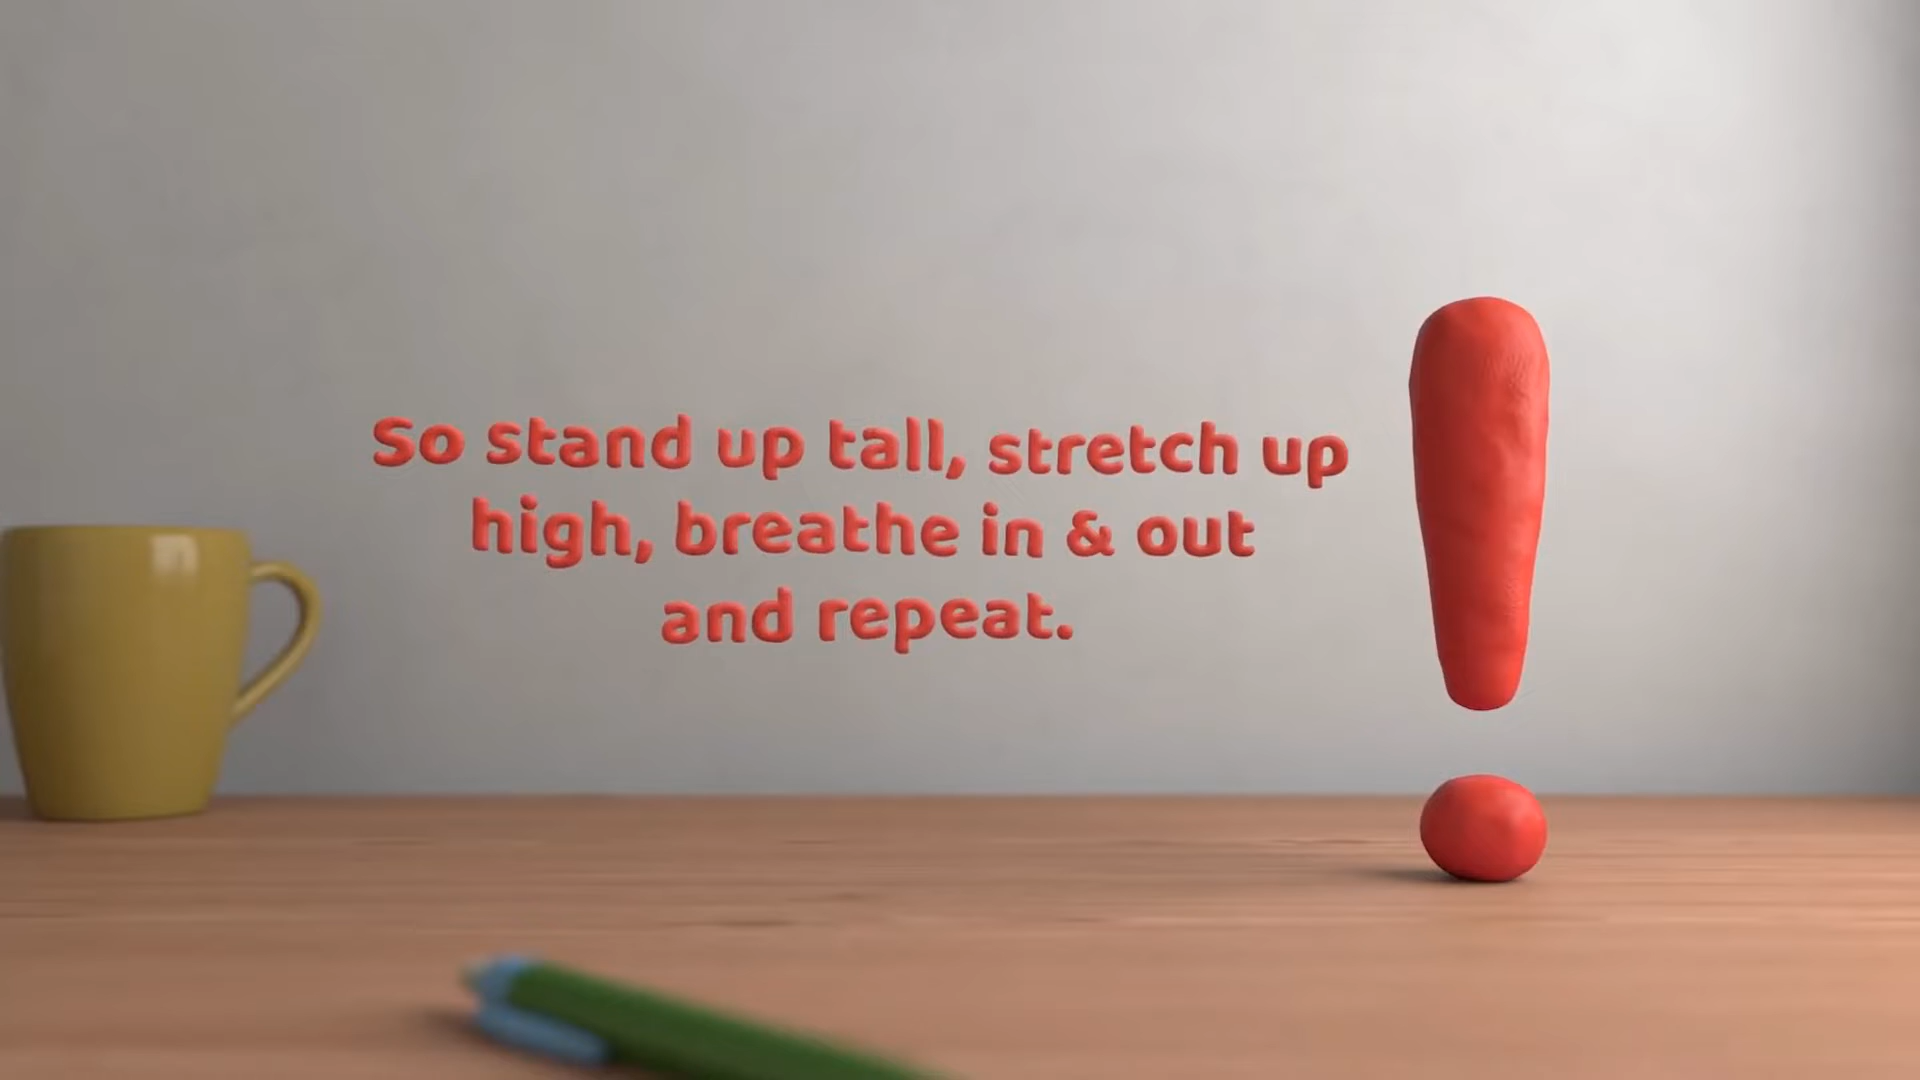 So stand up tall, stretch up
high, breathe in & out
and repeat.
!